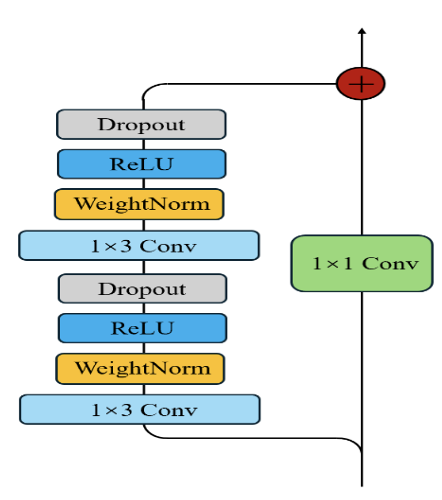 +
Dropout
ReLU
WeightNorm
1×3 Conv
1×1 Conv
Dropout
ReLU
WeightNorm
1×3 Conv